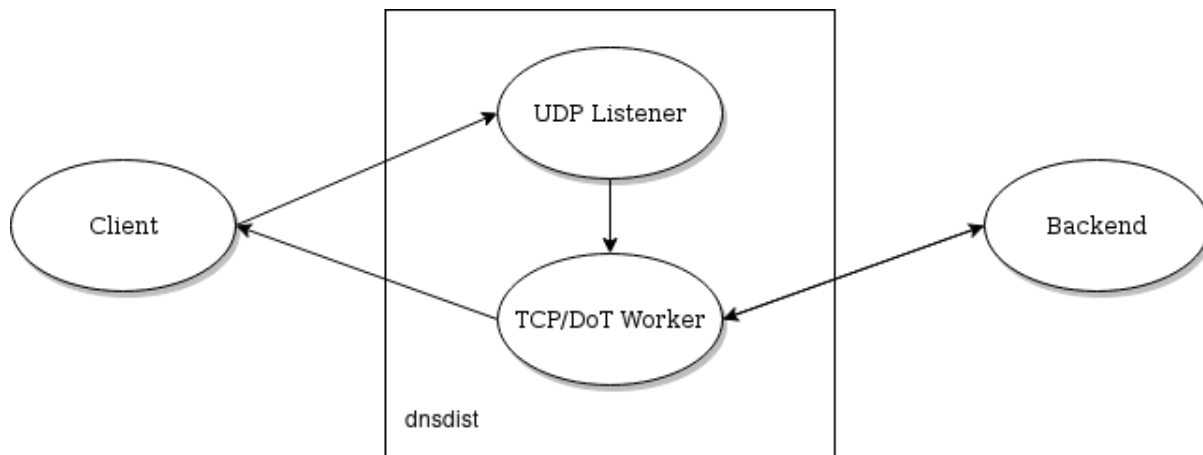 UDP Listener
Client
Backend
TCP/DoT Worker
dnsdist